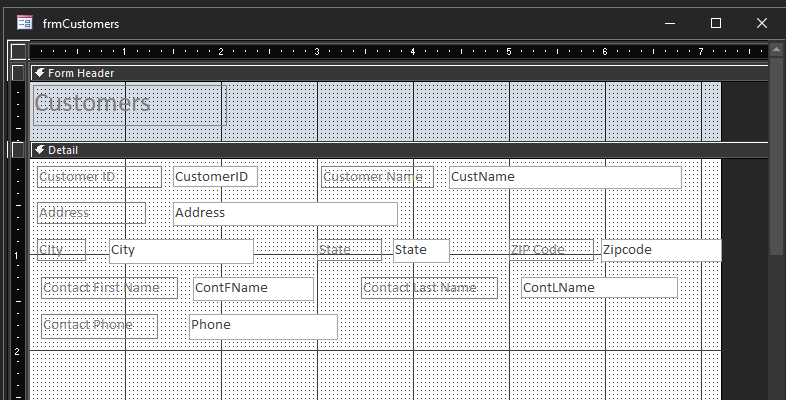 frmCustomers
1 2 3 4 5 6 7
Form Header
Customers
Detail
Customer ID CustomerID Customer Name CustName
Address Address
City City State State ZIP Code Zipcode
1
Contact First Name ContFName Contact Last Name ContLName
Contact Phone Phone
2